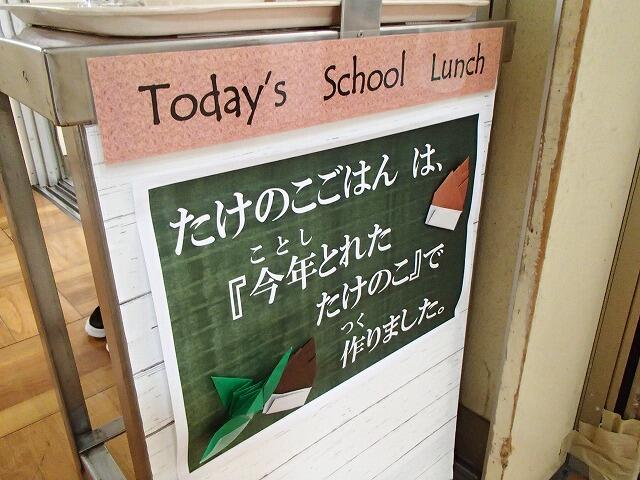 Today's School Lunch
たけのこごはん は、
ことし
『今年とれた
たけのこ』で
つく
作りました。